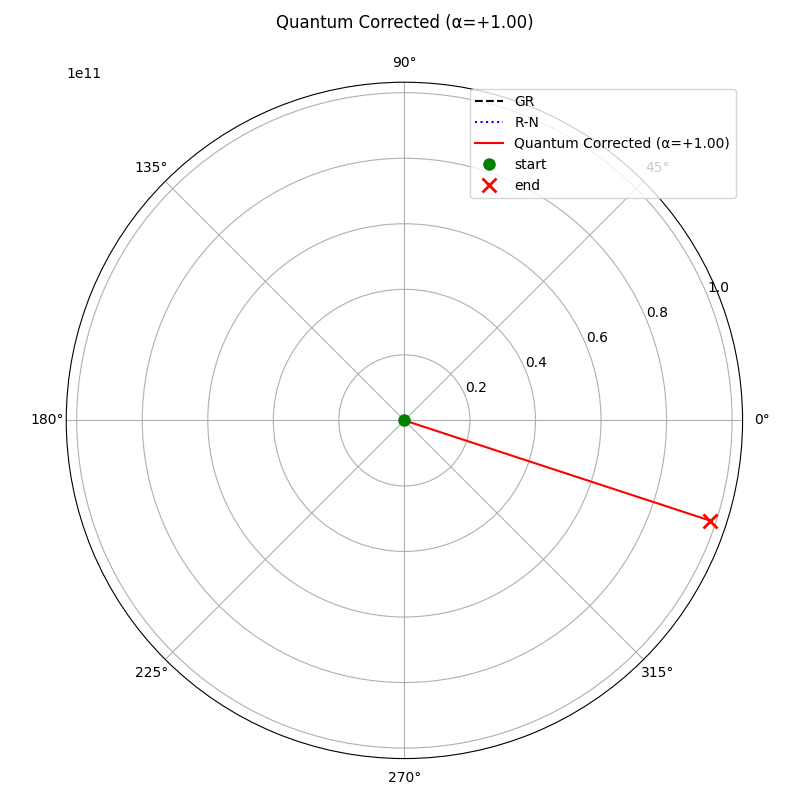 Quantum Corrected (α=+1.00)
1e11
90°
GR
R-N
Quantum Corrected (α=+1.00)
start
end
135°
45°
1.0
0.8
0.6
0.4
0.2
180°
0°
225°
315°
270°